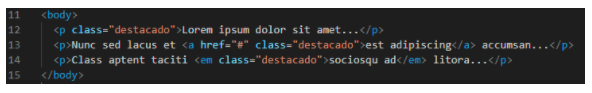 11 <body>
12 <p class="destacado">Lorem ipsum dolor sit amet...</p>
13 <p>Nunc sed lacus et <a href="#" class="destacado">est adipiscing</a> accumsan...</p>
14 <p>Class aptent taciti <em class="destacado">sociosqu ad</em> litora...</p>
15 </body>